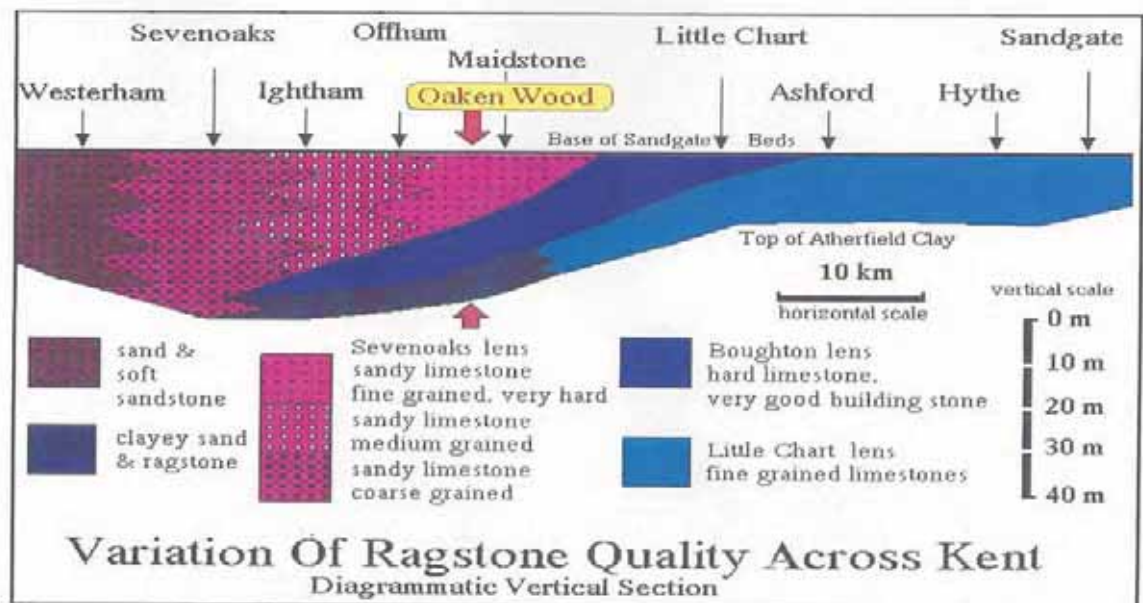 Sevenoaks
Offham
Little Chart
Sandgate
Maidstone
Westerham
Ightham
Oaken Wood
Ashford
Hythe
Base of Sandgate Beds
Top of Atherfield Clay
10 km
horizontal scale
vertical scale
0 m
10 m
20 m
30 m
40 m
sand &
soft
sandstone
clayey sand
& ragstone
Sevenoaks lens
sandy limestone
fine grained, very hard
sandy limestone
medium grained
sandy limestone
coarse grained
Boughton lens
hard limestone,
very good building stone
Little Chart lens
fine grained limestones
Variation Of Ragstone Quality Across Kent
Diagrammatic Vertical Section